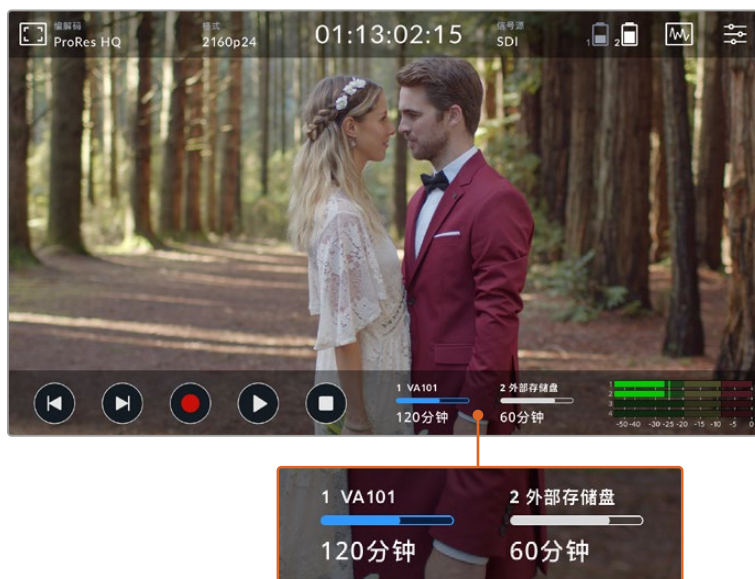 编解码
ProRes HQ
格式
2160p24
01:13:02:15
信号源
SDI
1
2
1 VA101
120分钟
2 外部存储盘
60分钟
1
2
3
4
-50 -40 -30 -25 -20 -15 -10 -5 0
1 VA101
120分钟
2 外部存储盘
60分钟